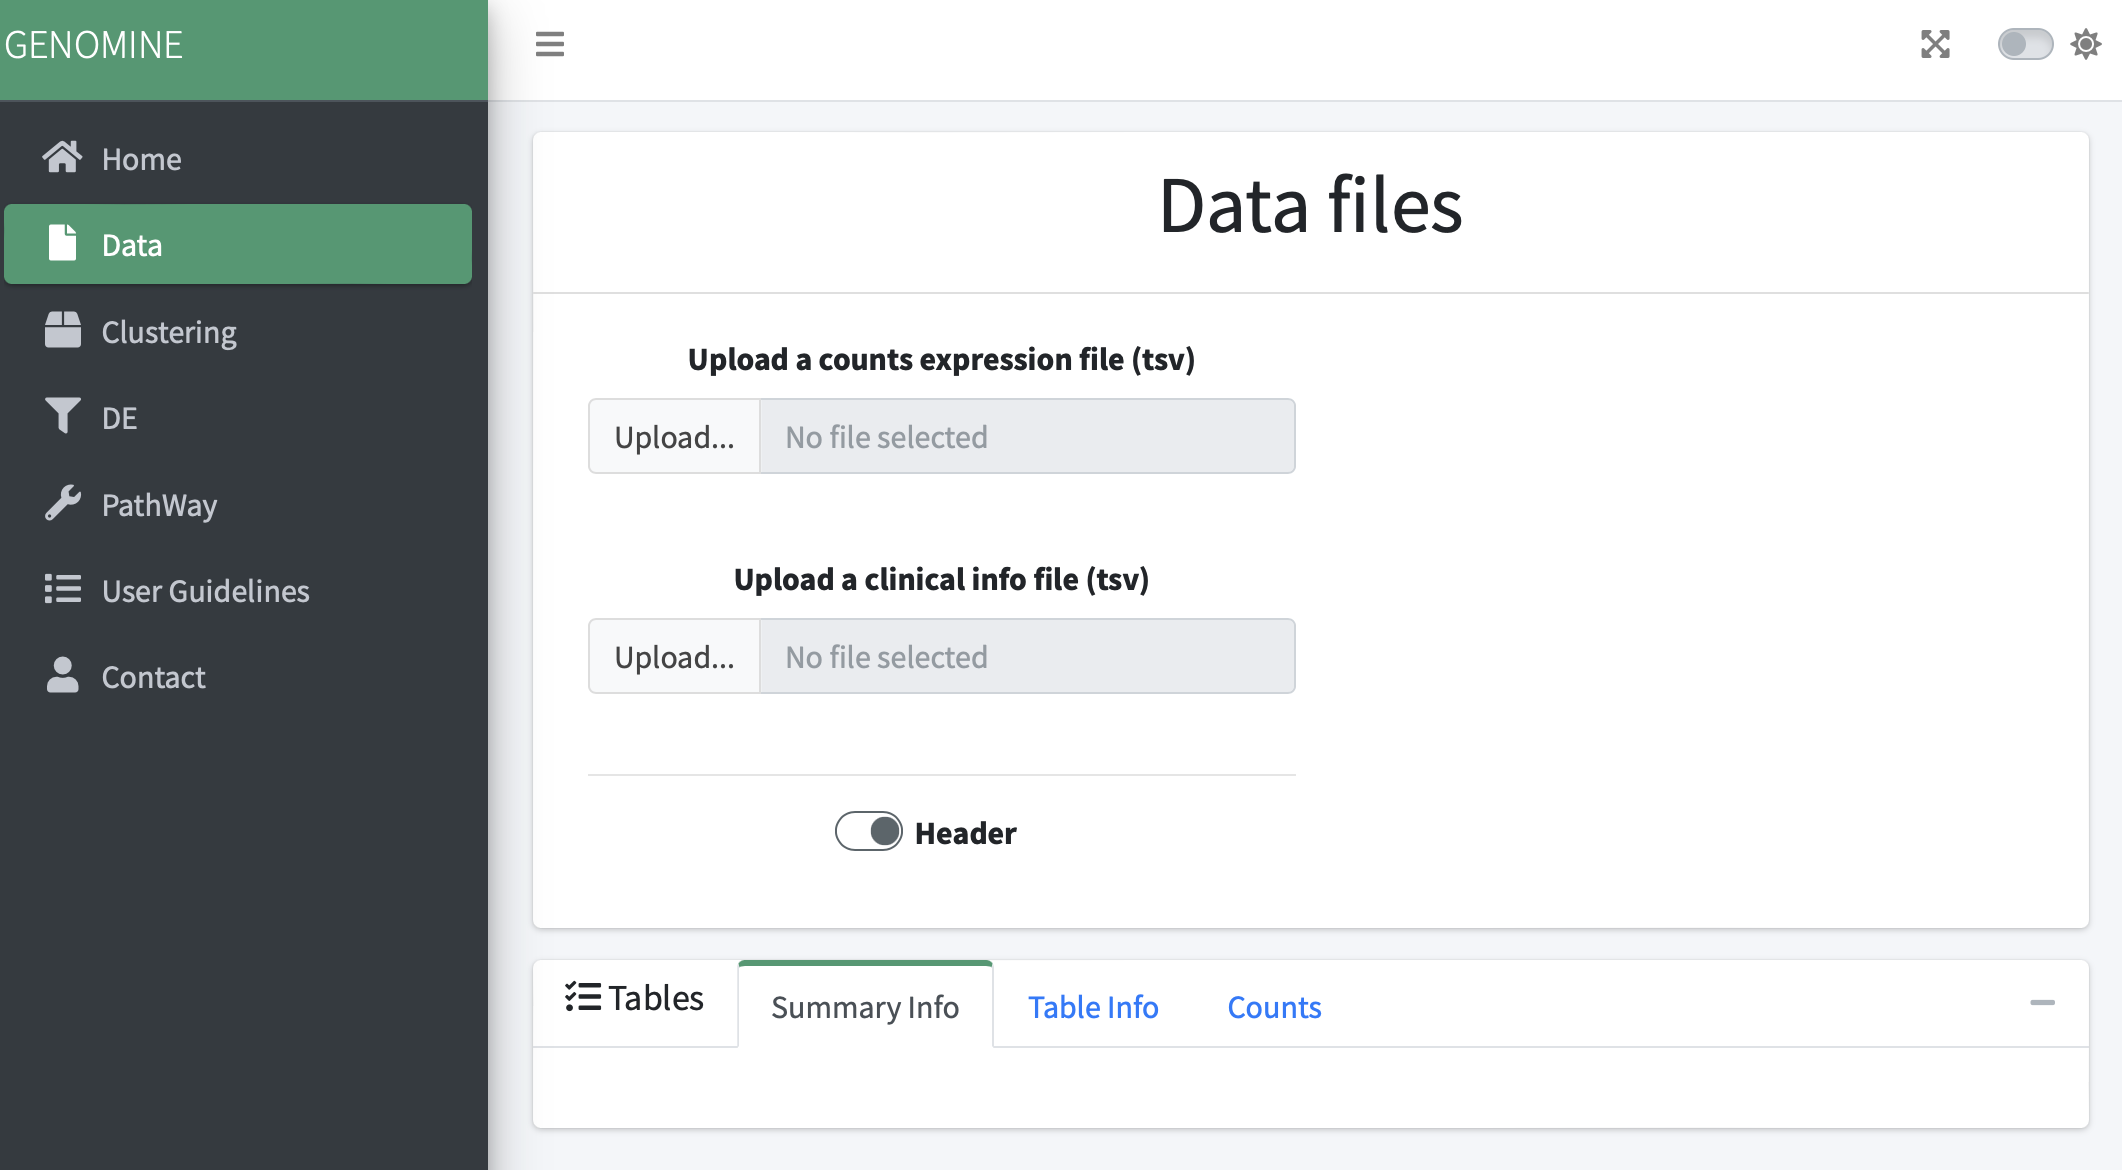 GENOMINE
Home
Data
Clustering
DE
PathWay
User Guidelines
Contact
Data files
Upload a counts expression file (tsv)
Upload... No file selected
Upload a clinical info file (tsv)
Upload... No file selected
Header
Tables Summary Info Table Info Counts